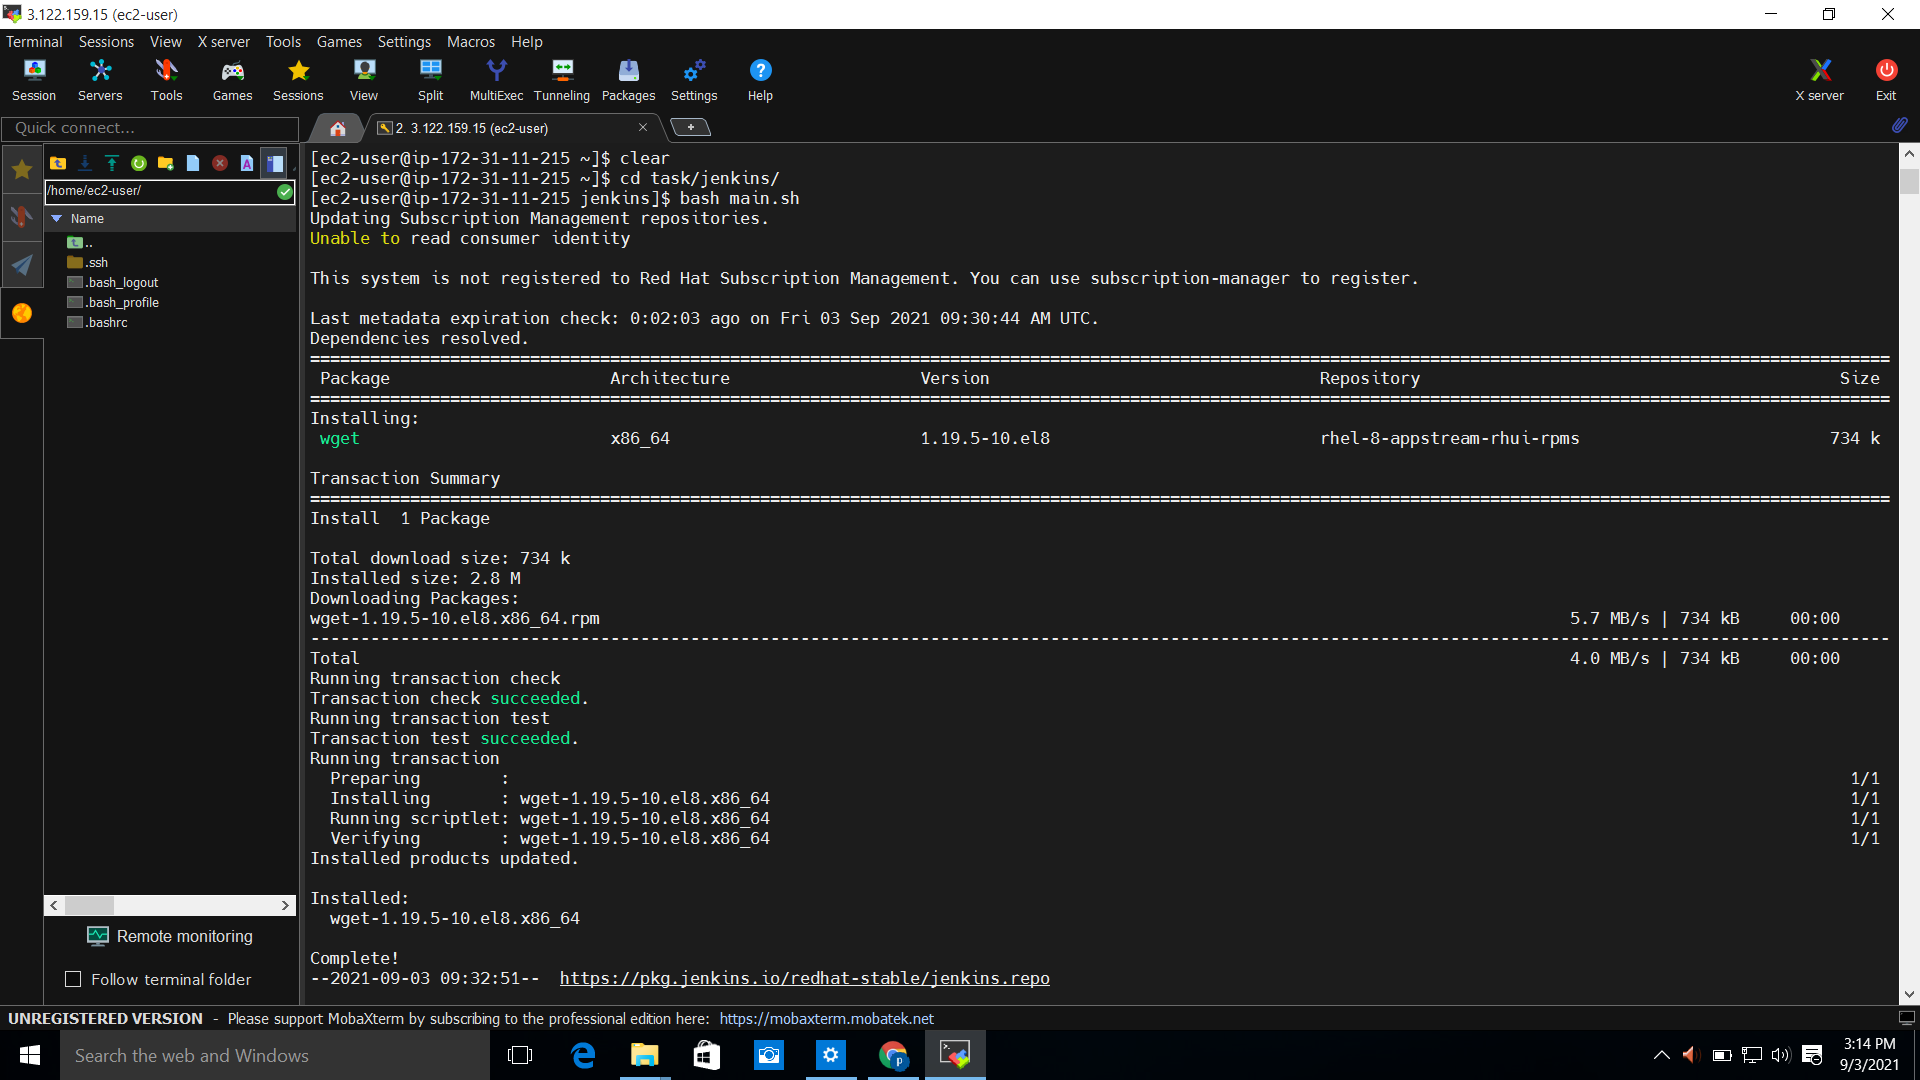 3.122.159.15 (ec2-user)
Terminal Sessions View X server Tools Games Settings Macros Help
Session Servers Tools Games Sessions View Split MultiExec Tunneling Packages Settings Help X server Exit
Quick connect...
2. 3.122.159.15 (ec2-user)
/home/ec2-user/
Name
..
.ssh
.bash_logout
.bash_profile
.bashrc
Remote monitoring
Follow terminal folder
[ec2-user@ip-172-31-11-215 ~]$ clear
[ec2-user@ip-172-31-11-215 ~]$ cd task/jenkins/
[ec2-user@ip-172-31-11-215 jenkins]$ bash main.sh
Updating Subscription Management repositories.
Unable to read consumer identity
This system is not registered to Red Hat Subscription Management. You can use subscription-manager to register.
Last metadata expiration check: 0:02:03 ago on Fri 03 Sep 2021 09:30:44 AM UTC.
Dependencies resolved.
Package Architecture Version Repository Size
Installing:
wget x86_64 1.19.5-10.el8 rhel-8-appstream-rhui-rpms 734 k
Transaction Summary
Install 1 Package
Total download size: 734 k
Installed size: 2.8 M
Downloading Packages:
wget-1.19.5-10.el8.x86_64.rpm 5.7 MB/s | 734 kB 00:00
Total 4.0 MB/s | 734 kB 00:00
Running transaction check
Transaction check succeeded.
Running transaction test
Transaction test succeeded.
Running transaction
Preparing : 1/1
Installing : wget-1.19.5-10.el8.x86_64 1/1
Running scriptlet: wget-1.19.5-10.el8.x86_64 1/1
Verifying : wget-1.19.5-10.el8.x86_64 1/1
Installed products updated.
Installed:
wget-1.19.5-10.el8.x86_64
Complete!
--2021-09-03 09:32:51-- https://pkg.jenkins.io/redhat-stable/jenkins.repo
UNREGISTERED VERSION - Please support MobaXterm by subscribing to the professional edition here: https://mobaxterm.mobatek.net
Search the web and Windows
3:14 PM
9/3/2021